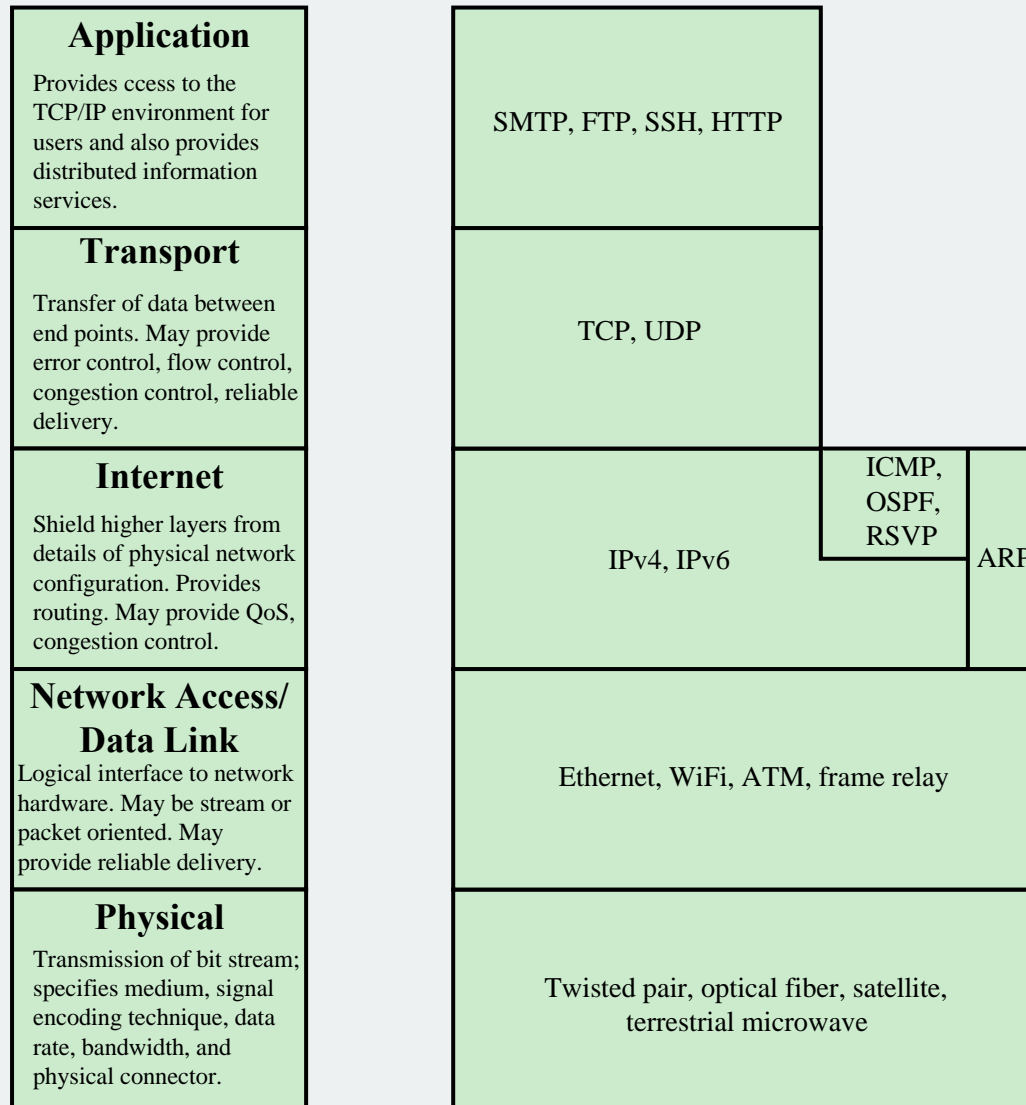 Application
Provides ccess to the
TCP/IP environment for
users and also provides
distributed information
services.
SMTP, FTP, SSH, HTTP
Transport
Transfer of data between
end points. May provide
error control, flow control,
congestion control, reliable
delivery.
TCP, UDP
Internet
Shield higher layers from
details of physical network
configuration. Provides
routing. May provide QoS,
congestion control.
IPv4, IPv6
ICMP,
OSPF,
RSVP
ARP
Network Access/
Data Link
Logical interface to network
hardware. May be stream or
packet oriented. May
provide reliable delivery.
Ethernet, WiFi, ATM, frame relay
Physical
Transmission of bit stream;
specifies medium, signal
encoding technique, data
rate, bandwidth, and
physical connector.
Twisted pair, optical fiber, satellite,
terrestrial microwave